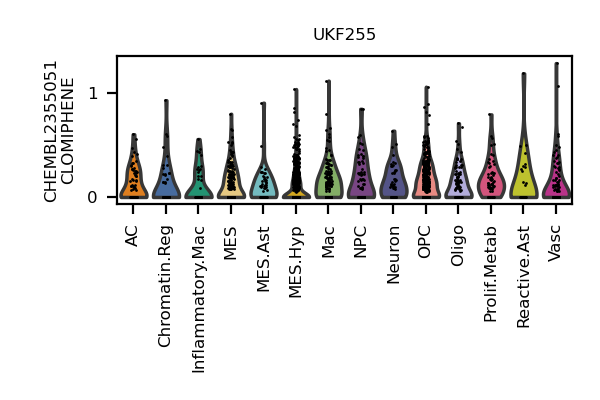 UKF255
CHEMBL2355051
CLOMIPHENE
1
0
AC
Chromatin.Reg
Inflammatory.Mac
MES
MES.Ast
MES.Hyp
Mac
NPC
Neuron
OPC
Oligo
Prolif.Metab
Reactive.Ast
Vasc